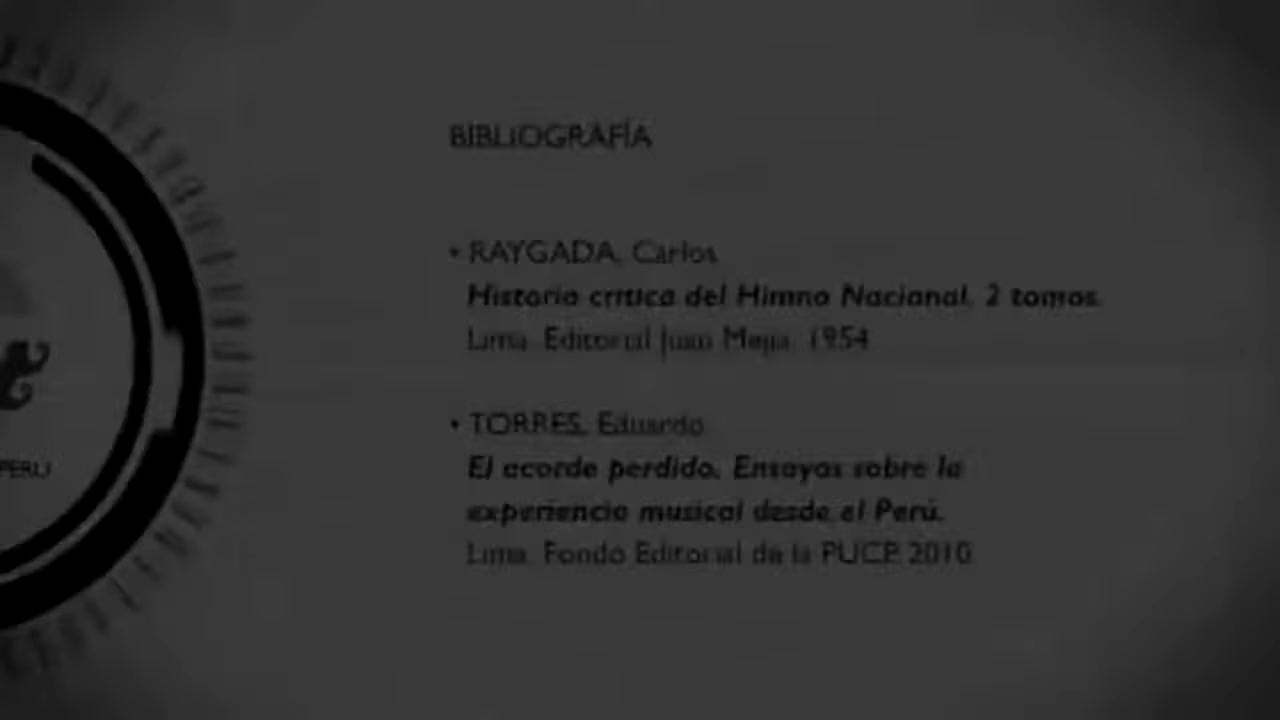 BIBLIOGRAFÍA
• RAYGADA, Carlos
Historia crítica del Himno Nacional. 2 tomos.
Lima. Editorial Juan Mejía. 1954
• TORRES, Eduardo
El acorde perdido. Ensayos sobre la
experiencia musical desde el Perú.
Lima. Fondo Editorial de la PUCP. 2010
PERU